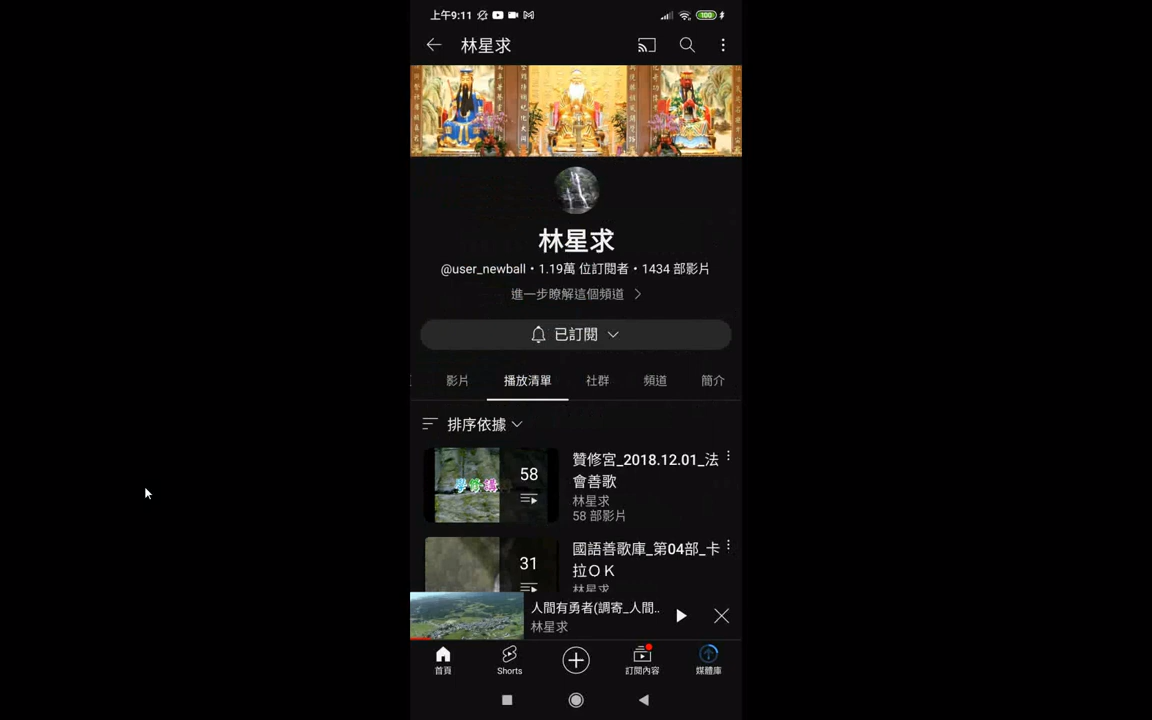 上午9:11
100
林星求
林星求
@user_newball • 1.19萬 位訂閱者 • 1434 部影片
進一步瞭解這個頻道
已訂閱
影片
播放清單
社群
頻道
簡介
排序依據
58
贊修宮_2018.12.01_法
會善歌
林星求
58 部影片
31
國語善歌庫_第04部_卡
拉ＯＫ
林星求
人間有勇者(調寄_人間..
林星求
首頁
Shorts
訂閱內容
媒體庫